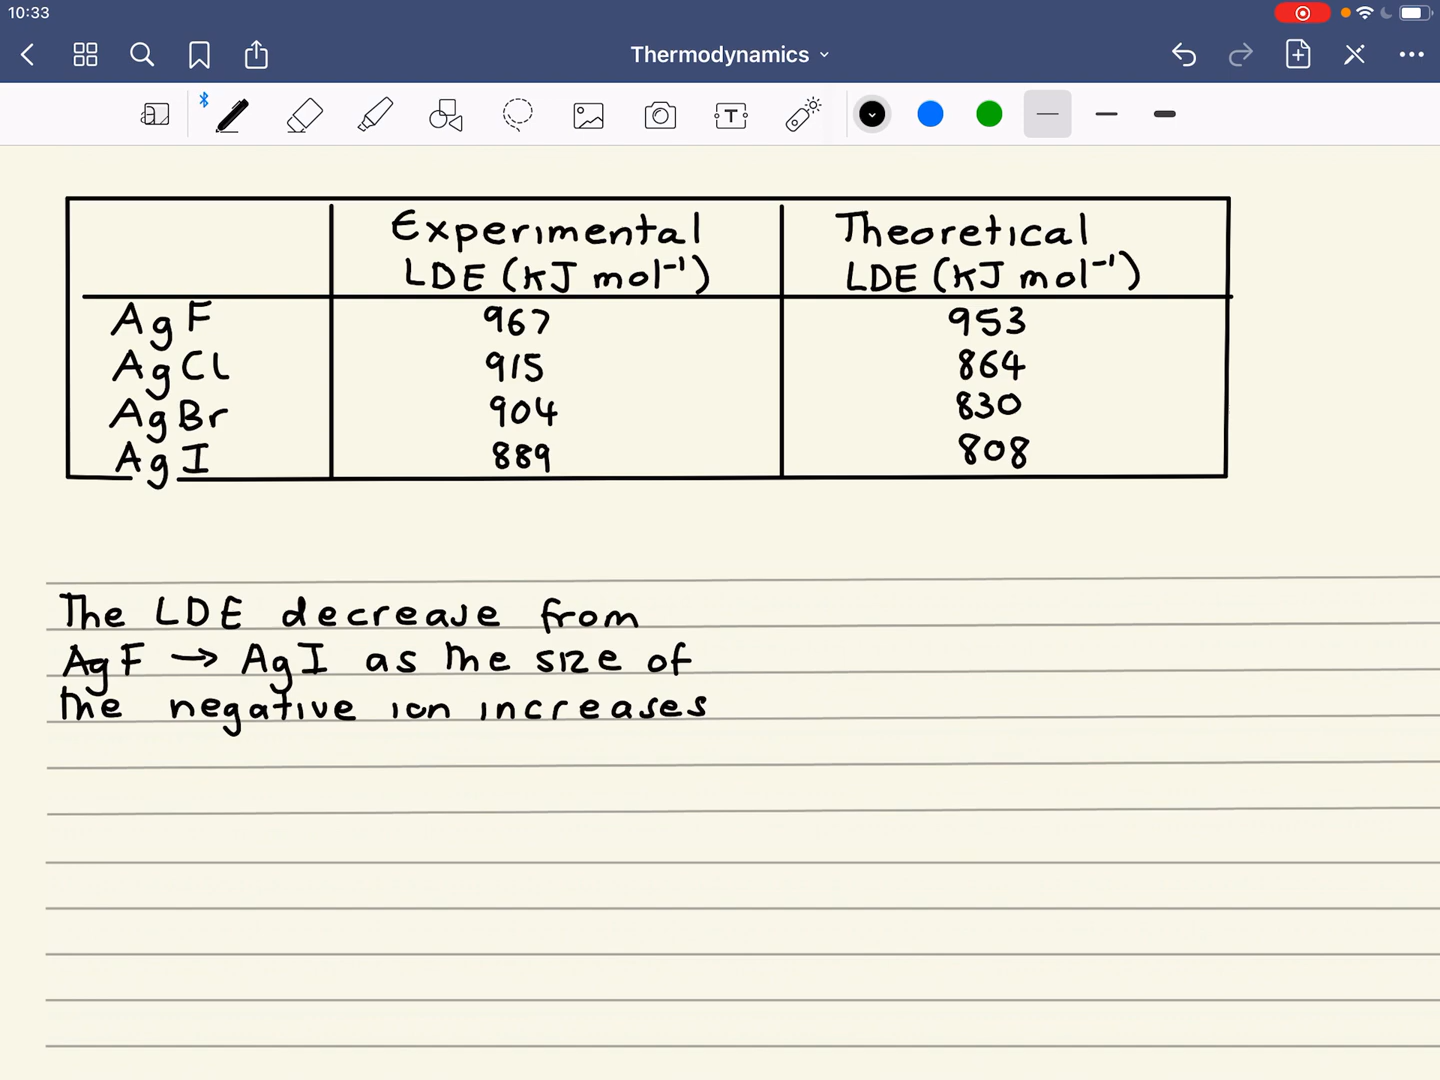 10:33
Thermodynamics
T
Experimental Theoretical
LDE (KJ mol⁻¹) LDE (KJ mol⁻¹)
AgF 967 953
AgCl 915 864
AgBr 904 830
AgI 889 808
The LDE decrease from
AgF → AgI as the size of
the negative ion increases